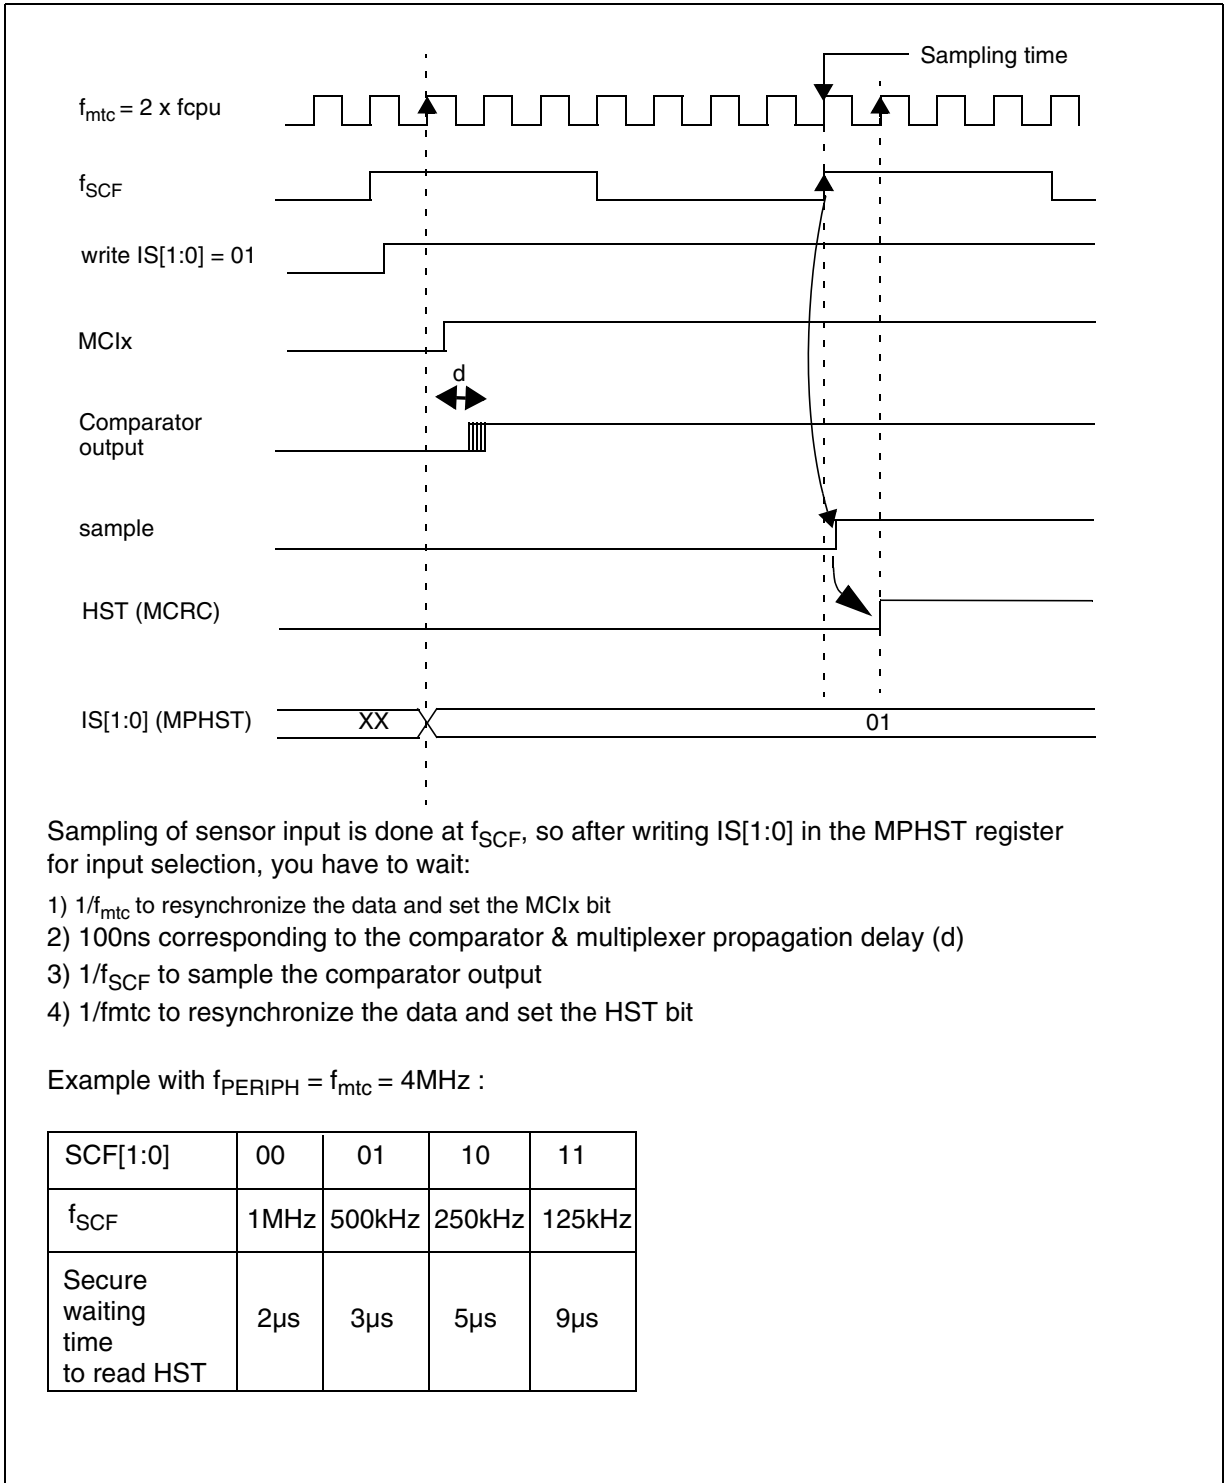 Sampling time
fmtc = 2 x fcpu
fSCF
write IS[1:0] = 01
MCIx
d
Comparator
output
sample
HST (MCRC)
IS[1:0] (MPHST)
XX
01
Sampling of sensor input is done at fSCF, so after writing IS[1:0] in the MPHST register
for input selection, you have to wait:
1) 1/fmtc to resynchronize the data and set the MCIx bit
2) 100ns corresponding to the comparator & multiplexer propagation delay (d)
3) 1/fSCF to sample the comparator output
4) 1/fmtc to resynchronize the data and set the HST bit
Example with fPERIPH = fmtc = 4MHz :
SCF[1:0] 00 01 10 11
fSCF 1MHz 500kHz 250kHz 125kHz
Secure
waiting
time
to read HST
2µs 3µs 5µs 9µs